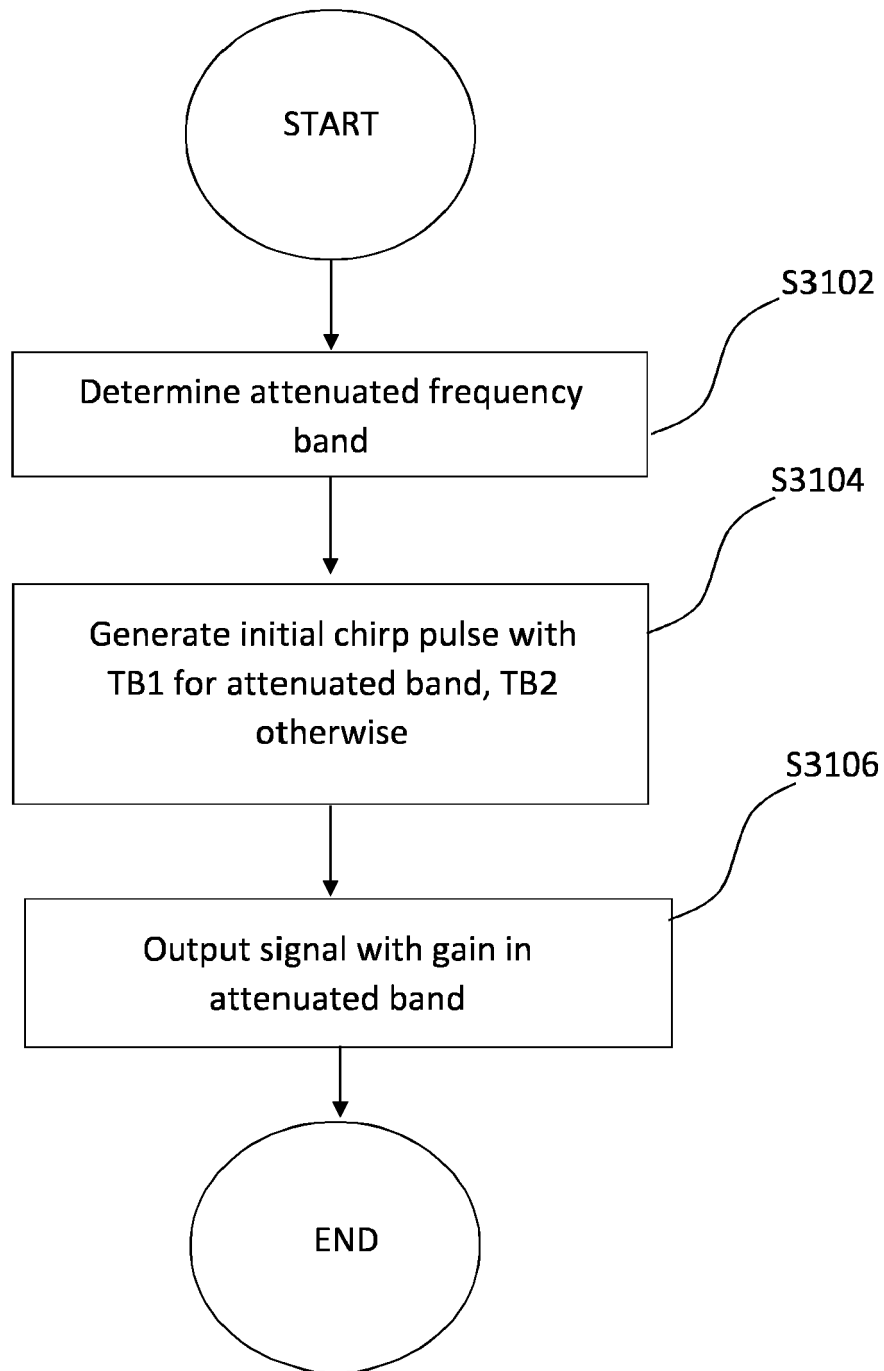 START
S3102
Determine attenuated frequency
band
S3104
Generate initial chirp pulse with
TB1 for attenuated band, TB2
otherwise
S3106
Output signal with gain in
attenuated band
END